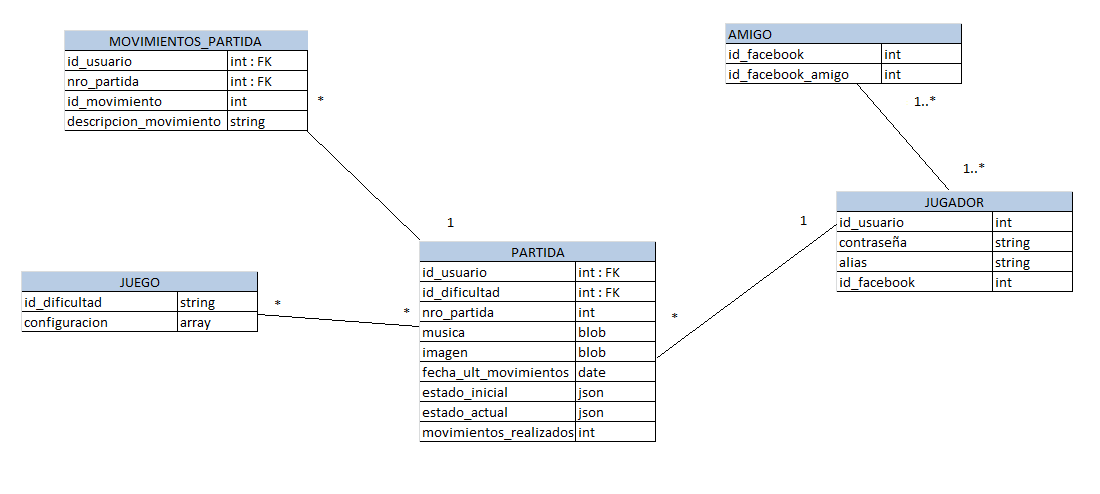 MOVIMIENTOS_PARTIDA
id_usuario int : FK
nro_partida int : FK
id_movimiento int
descripcion_movimiento string
*
1
AMIGO
id_facebook int
id_facebook_amigo int
1..*
1..*
JUGADOR
id_usuario int
contraseña string
alias string
id_facebook int
1
*
JUEGO
id_dificultad string
configuracion array
*
*
PARTIDA
id_usuario int : FK
id_dificultad int : FK
nro_partida int
musica blob
imagen blob
fecha_ult_movimientos date
estado_inicial json
estado_actual json
movimientos_realizados int